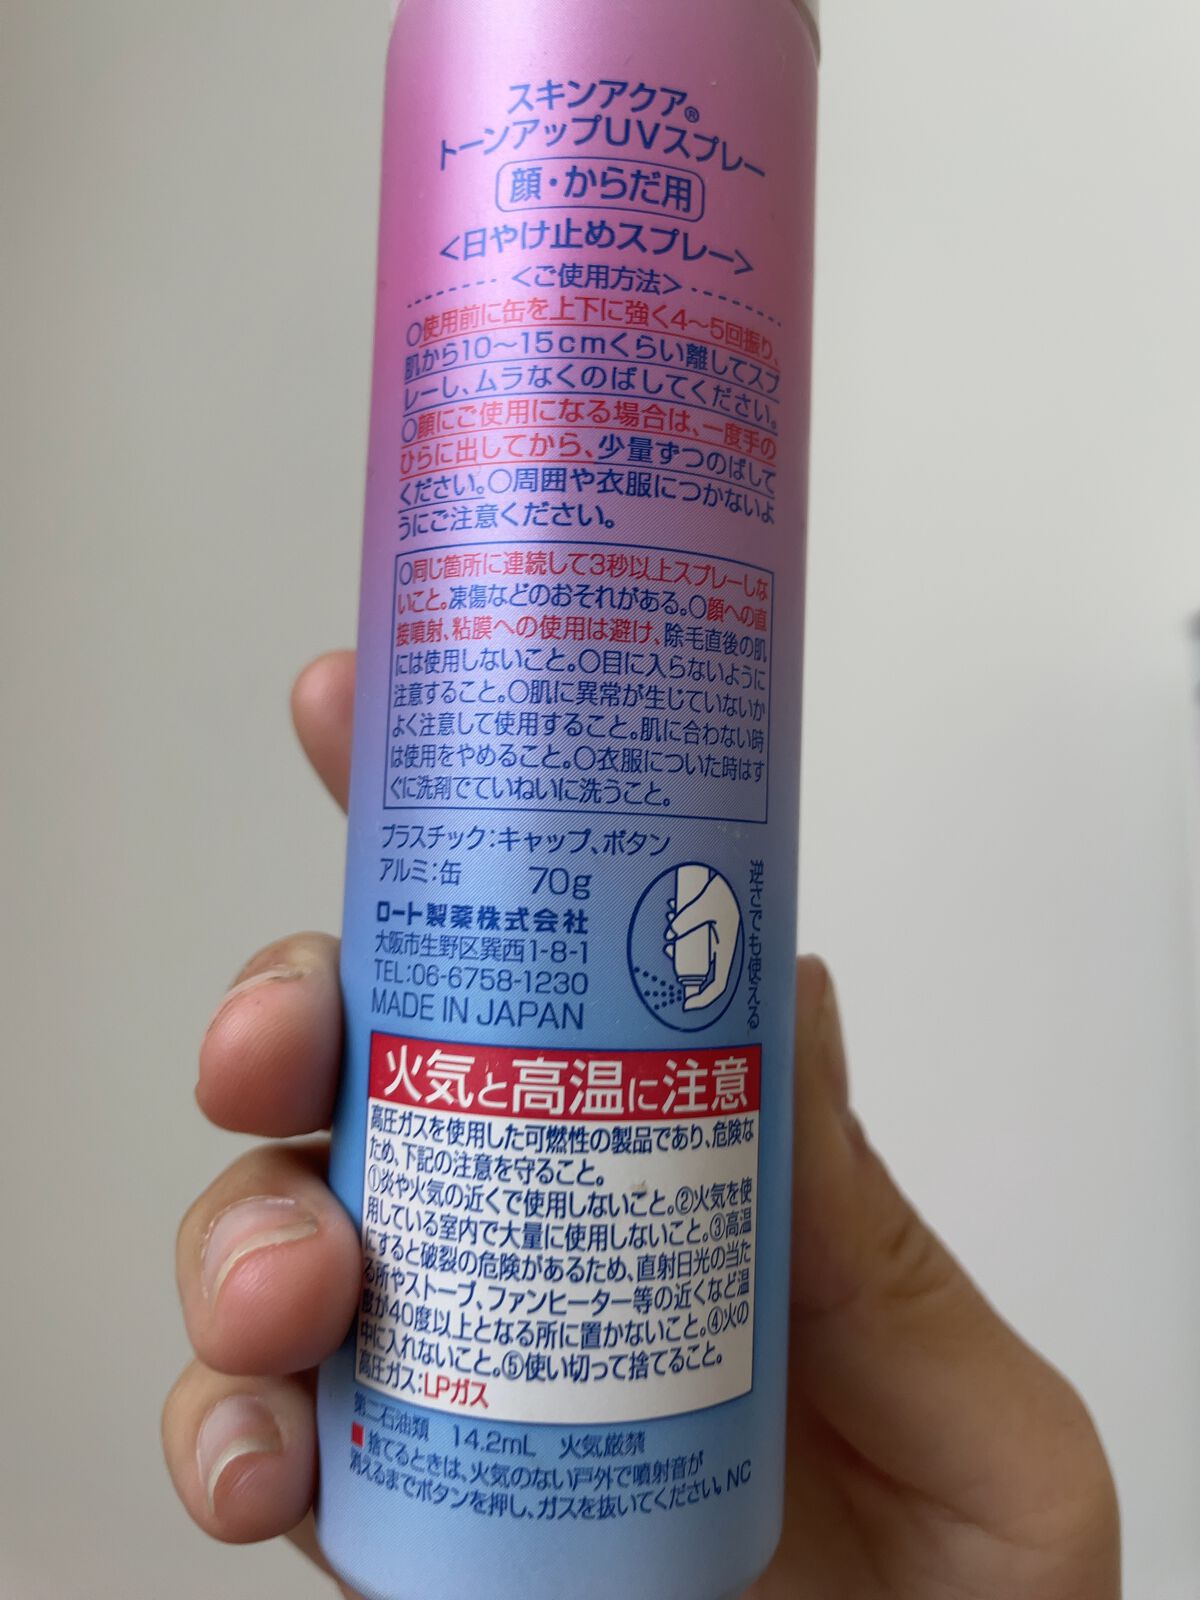 スキンアクア®
トーンアップUVスプレー
顔・からだ用
<日やけ止めスプレー>
<ご使用方法>
○使用前に缶を上下に強く4～5回振り、
肌から10～15cmくらい離してスプ
レーし、ムラなくのばしてください。
○顔にご使用になる場合は、一度手の
ひらに出してから、少量ずつのばして
ください。○周囲や衣服につかないよ
うにご注意ください。
○同じ箇所に連続して3秒以上スプレーしな
いこと。凍傷などのおそれがある。○顔への直
接噴射、粘膜への使用は避け、除毛直後の肌
には使用しないこと。○目に入らないように
注意すること。○肌に異常が生じていないか
よく注意して使用すること。肌に合わない時
は使用をやめること。○衣服についた時はす
ぐに洗剤でていねいに洗うこと。
プラスチック:キャップ、ボタン
アルミ:缶 70g
ロート製薬株式会社
大阪市生野区巽西1-8-1
TEL:06-6758-1230
MADE IN JAPAN
逆さでも使える
火気と高温に注意
高圧ガスを使用した可燃性の製品であり、危険な
ため、下記の注意を守ること。
①炎や火気の近くで使用しないこと。②火気を使
用している室内で大量に使用しないこと。③高温
にすると破裂の危険があるため、直射日光の当た
る所やストーブ、ファンヒーター等の近くなど温
度が40度以上となる所に置かないこと。④火の
中に入れないこと。⑤使い切って捨てること。
高圧ガス:LPガス
第二石油類 14.2mL 火気厳禁
■捨てるときは、火気のない戸外で噴射音が
消えるまでボタンを押し、ガスを抜いてください。NC